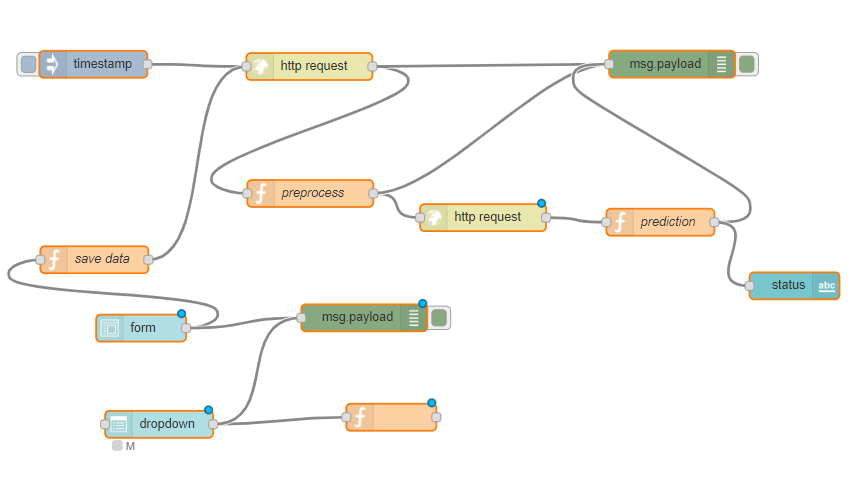 timestamp
http request
msg.payload
preprocess
http request
prediction
save data
status
abc
form
msg.payload
dropdown
M